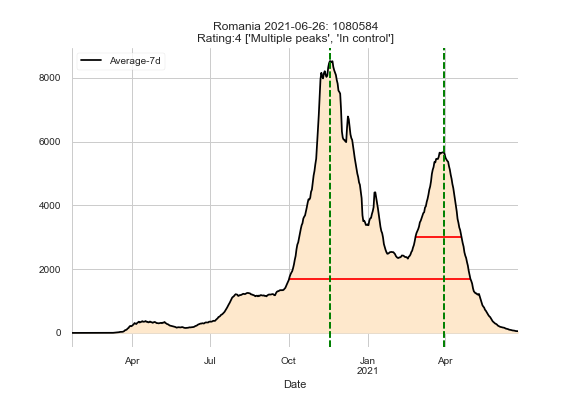 Romania 2021-06-26: 1080584
Rating:4 ['Multiple peaks', 'In control']
Average-7d
8000
6000
4000
2000
0
Apr
Jul
Oct
Jan
2021
Apr
Date